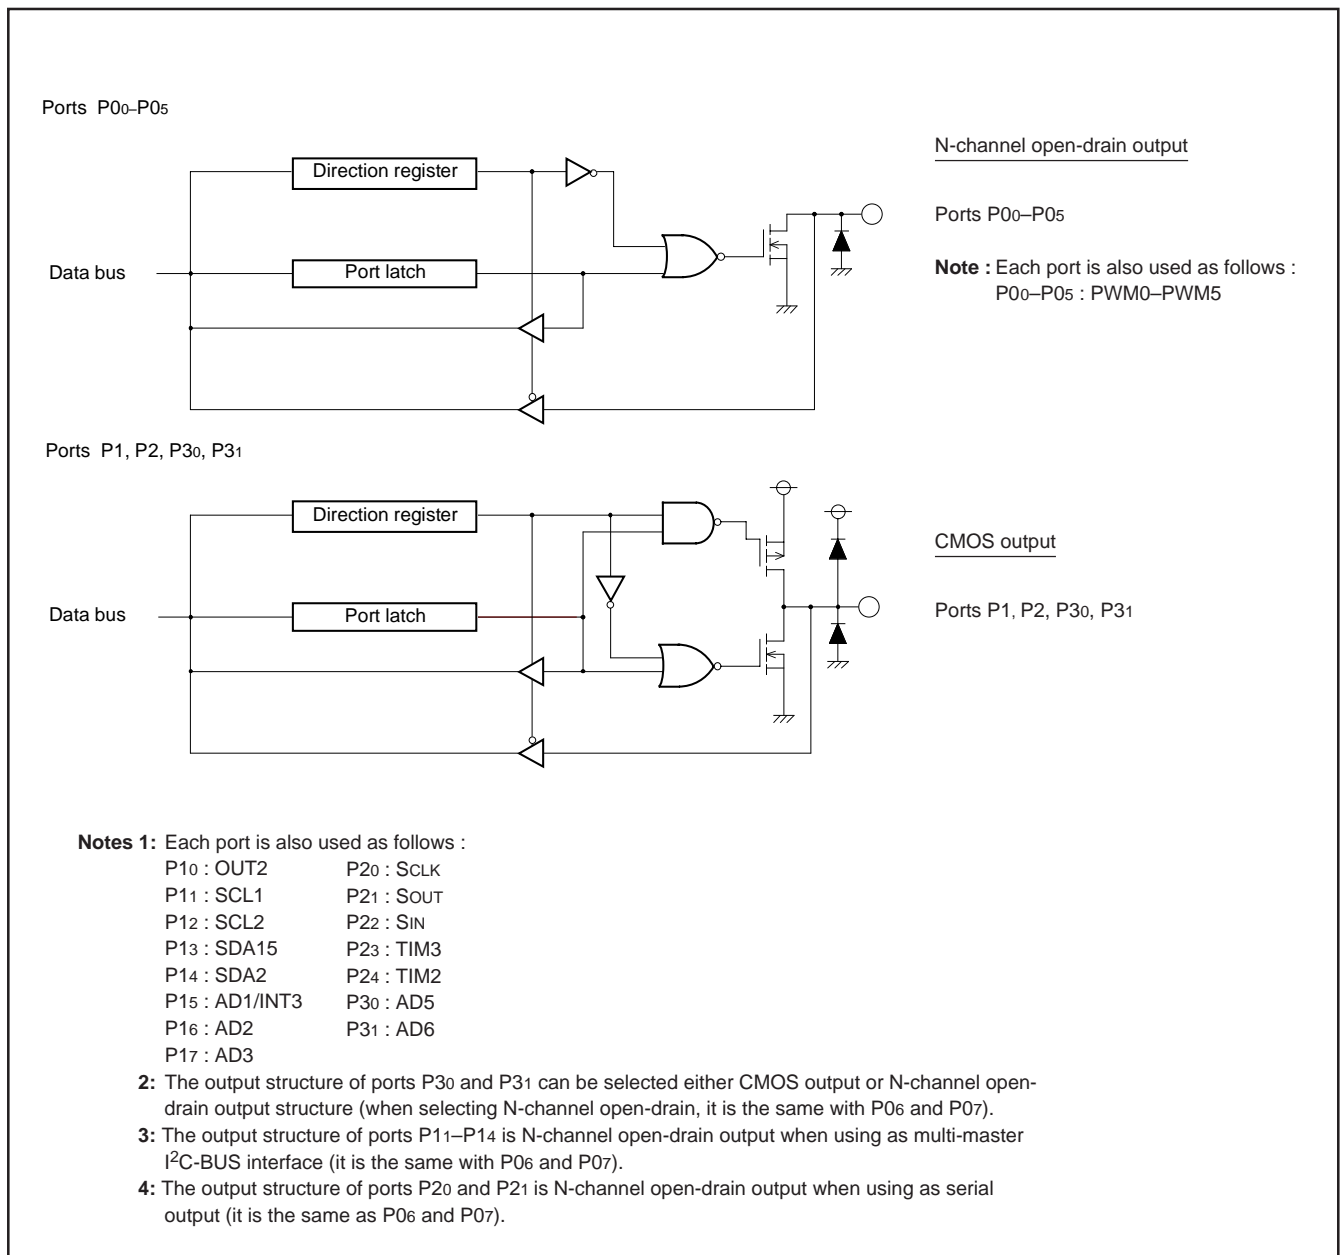 Ports P00–P05
Direction register
Data bus
Port latch
N-channel open-drain output
Ports P00–P05
Note : Each port is also used as follows :
P00–P05 : PWM0–PWM5
Ports P1, P2, P30, P31
Direction register
Data bus
Port latch
CMOS output
Ports P1, P2, P30, P31
Notes 1: Each port is also used as follows :
P10 : OUT2 P20 : SCLK
P11 : SCL1 P21 : SOUT
P12 : SCL2 P22 : SIN
P13 : SDA15 P23 : TIM3
P14 : SDA2 P24 : TIM2
P15 : AD1/INT3 P30 : AD5
P16 : AD2 P31 : AD6
P17 : AD3
2: The output structure of ports P30 and P31 can be selected either CMOS output or N-channel open-
drain output structure (when selecting N-channel open-drain, it is the same with P06 and P07).
3: The output structure of ports P11–P14 is N-channel open-drain output when using as multi-master
I2C-BUS interface (it is the same with P06 and P07).
4: The output structure of ports P20 and P21 is N-channel open-drain output when using as serial
output (it is the same as P06 and P07).